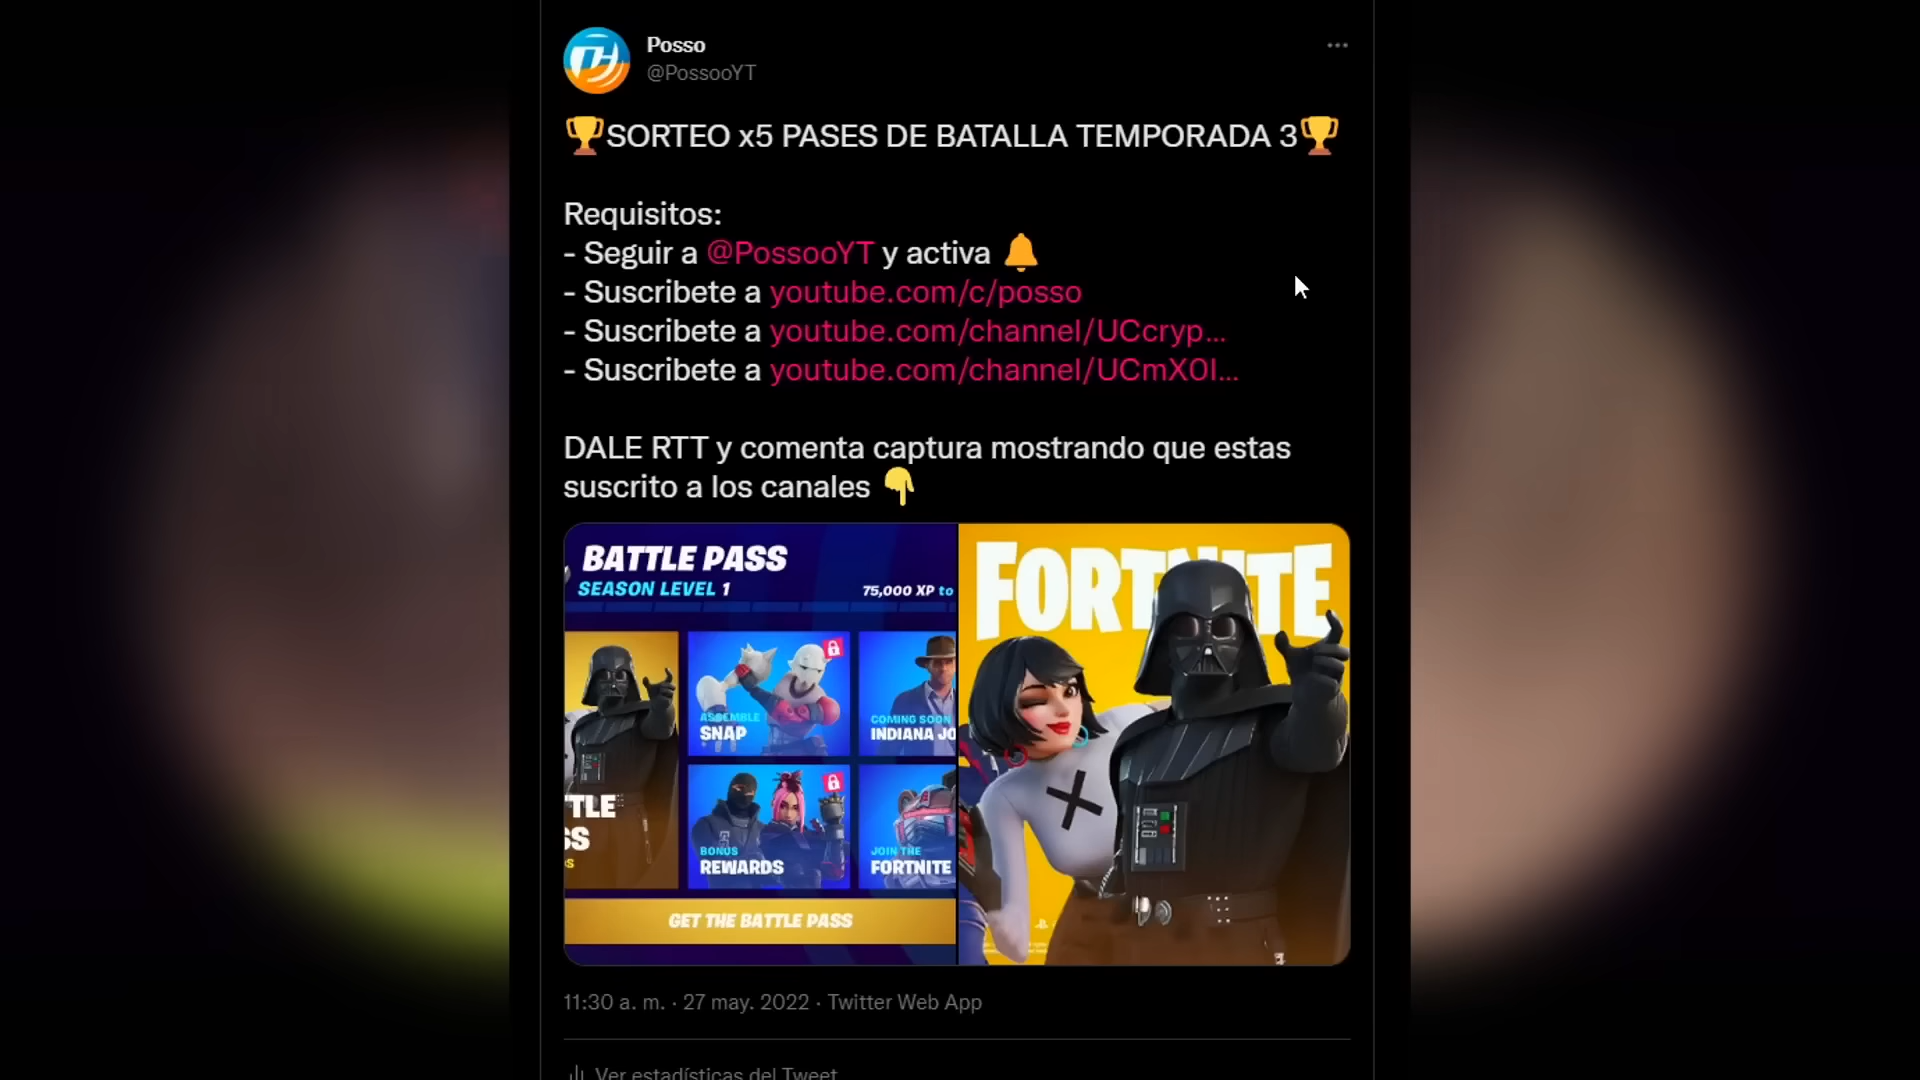 Posso
@PossooYT
🏆SORTEO x5 PASES DE BATALLA TEMPORADA 3🏆
Requisitos:
- Seguir a @PossooYT y activa 🔔
- Suscribete a youtube.com/c/posso
- Suscribete a youtube.com/channel/UCcryp...
- Suscribete a youtube.com/channel/UCmX0I...
DALE RTT y comenta captura mostrando que estas
suscrito a los canales 👇
BATTLE PASS
SEASON LEVEL 1
75,000 XP to
ASSEMBLE
SNAP
COMING SOON
INDIANA JO
TTLE
SS
BONUS
REWARDS
JOIN THE
FORTNITE
GET THE BATTLE PASS
FORTNITE
11:30 a. m. · 27 may. 2022 · Twitter Web App
Ver estadísticas del Tweet